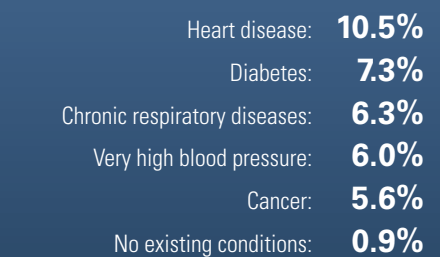 Heart disease: 10.5%
Diabetes: 7.3%
Chronic respiratory diseases: 6.3%
Very high blood pressure: 6.0%
Cancer: 5.6%
No existing conditions: 0.9%